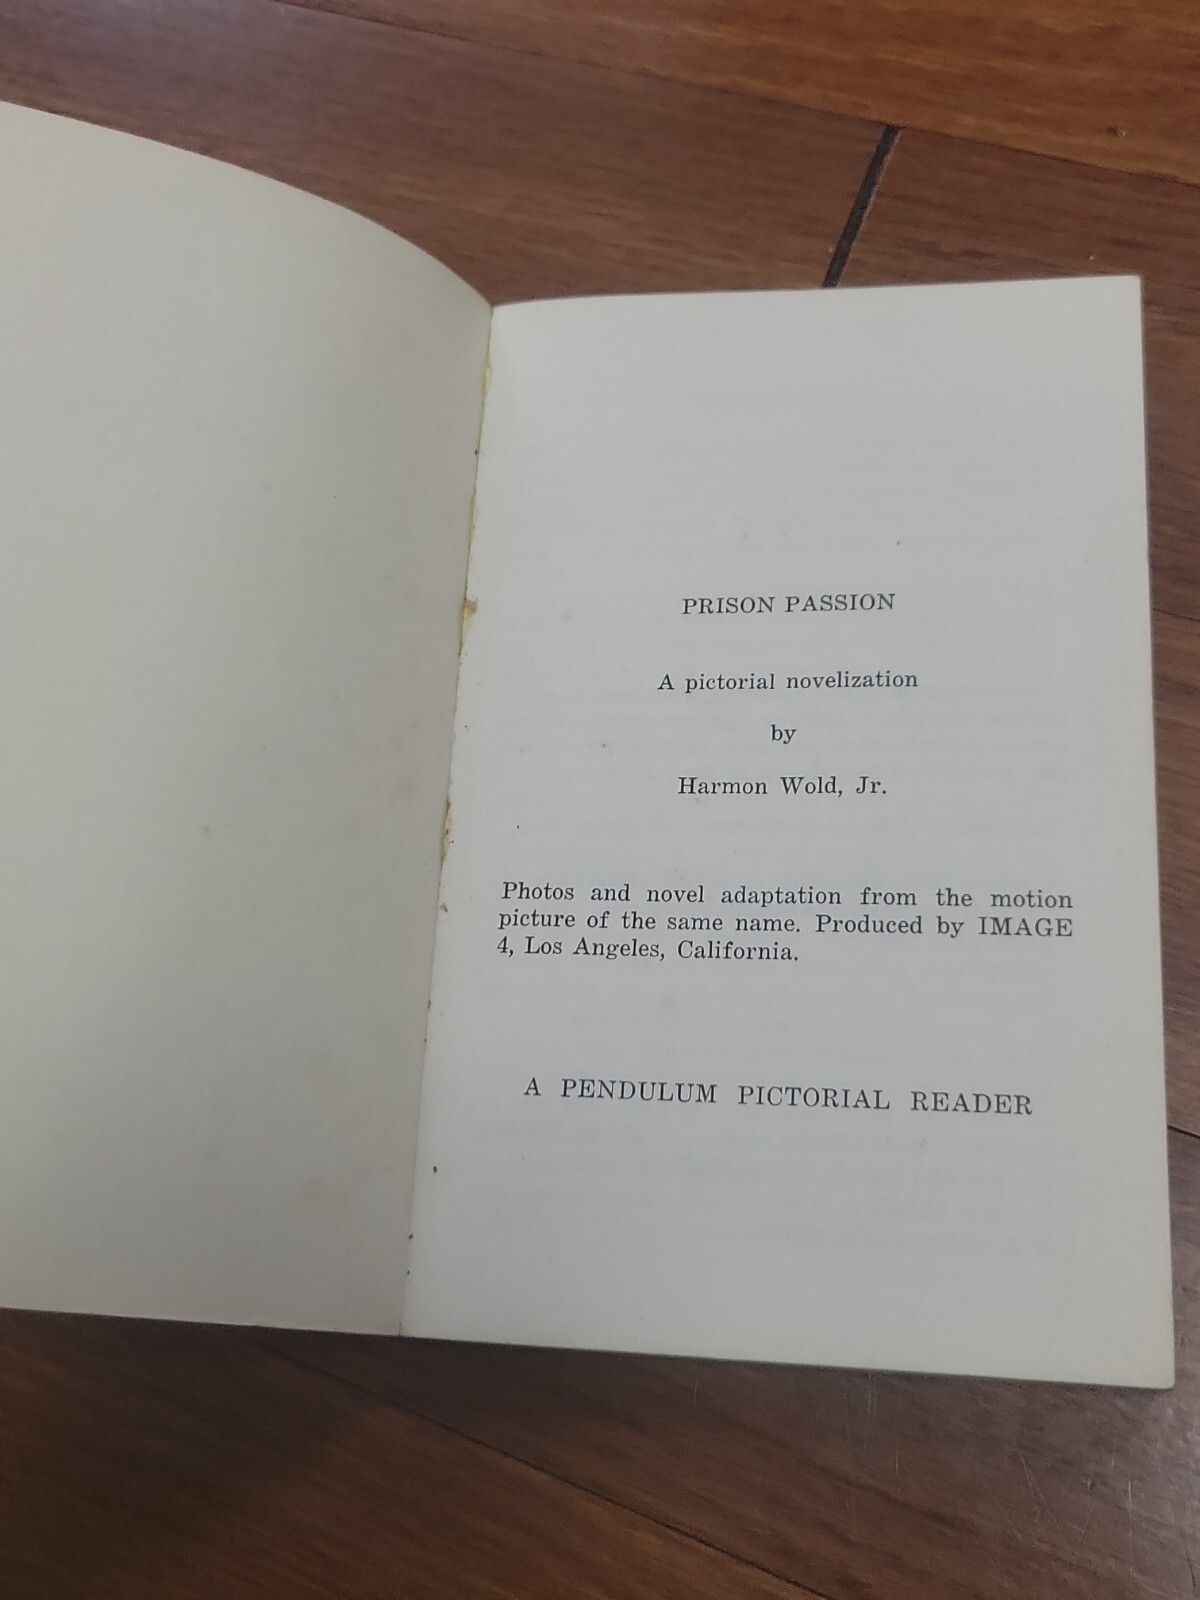 PRISON PASSION
A pictorial novelization
by
Harmon Wold, Jr.
Photos and novel adaptation from the motion
picture of the same name. Produced by IMAGE
4, Los Angeles, California.
A PENDULUM PICTORIAL READER